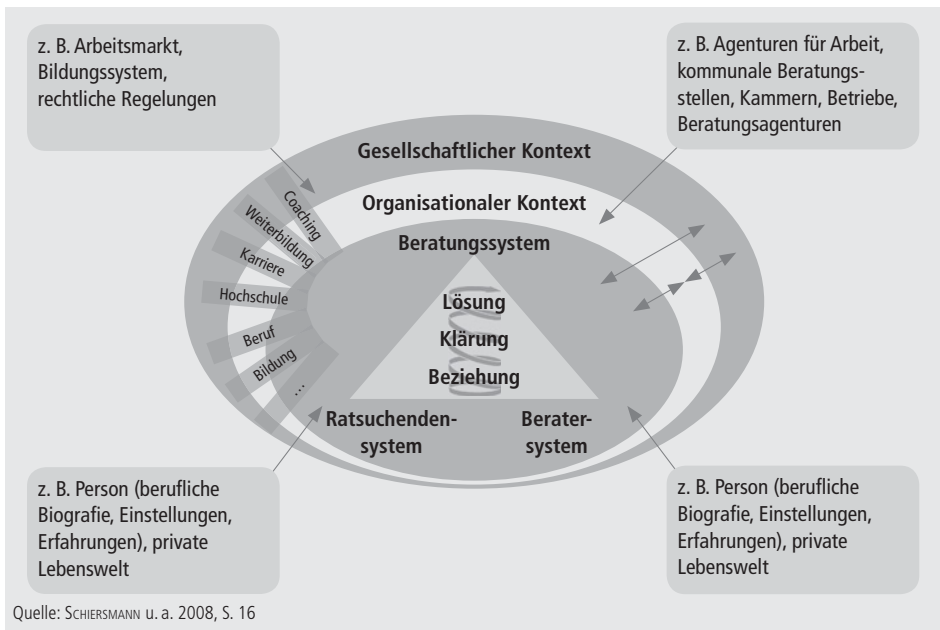 z. B. Arbeitsmarkt,
Bildungssystem,
rechtliche Regelungen
z. B. Agenturen für Arbeit,
kommunale Beratungs-
stellen, Kammern, Betriebe,
Beratungsagenturen
Gesellschaftlicher Kontext
Organisationaler Kontext
Beratungssystem
Coaching
Weiterbildung
Karriere
Hochschule
Beruf
Bildung
...
Lösung
Klärung
Beziehung
Ratsuchenden-
system
Berater-
system
z. B. Person (berufliche
Biografie, Einstellungen,
Erfahrungen), private
Lebenswelt
z. B. Person (berufliche
Biografie, Einstellungen,
Erfahrungen), private
Lebenswelt
Quelle: SCHIERSMANN u. a. 2008, S. 16